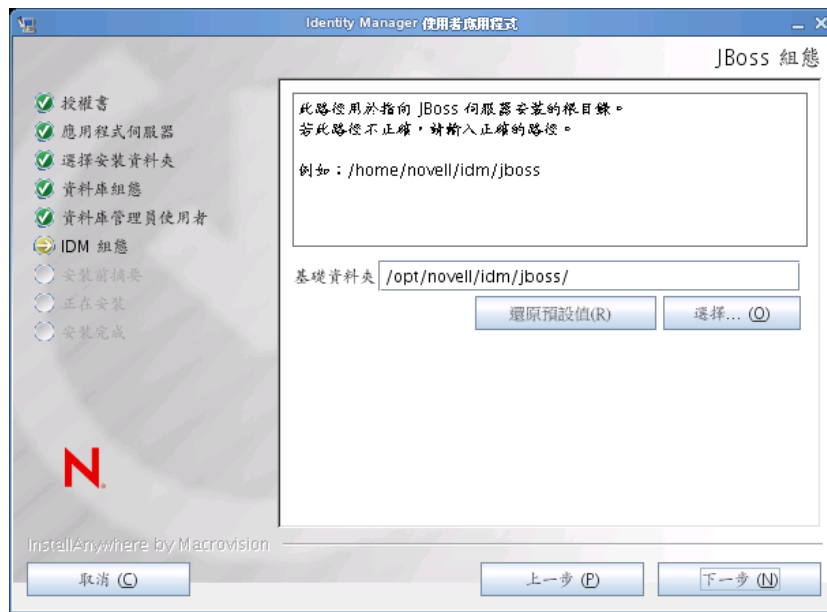 Identity Manager 使用者應用程式
JBoss 組態
授權書
應用程式伺服器
選擇安裝資料夾
資料庫組態
資料庫管理員使用者
IDM 組態
安裝前摘要
正在安裝
安裝完成
此路徑用於指向 JBoss 伺服器安裝的根目錄。
若此路徑不正確，請輸入正確的路徑。
例如：/home/novell/idm/jboss
基礎資料夾 /opt/novell/idm/jboss/
還原預設值(R)
選擇... (O)
N
InstallAnywhere by Macrovision
取消 (C)
上一步 (P)
下一步 (N)